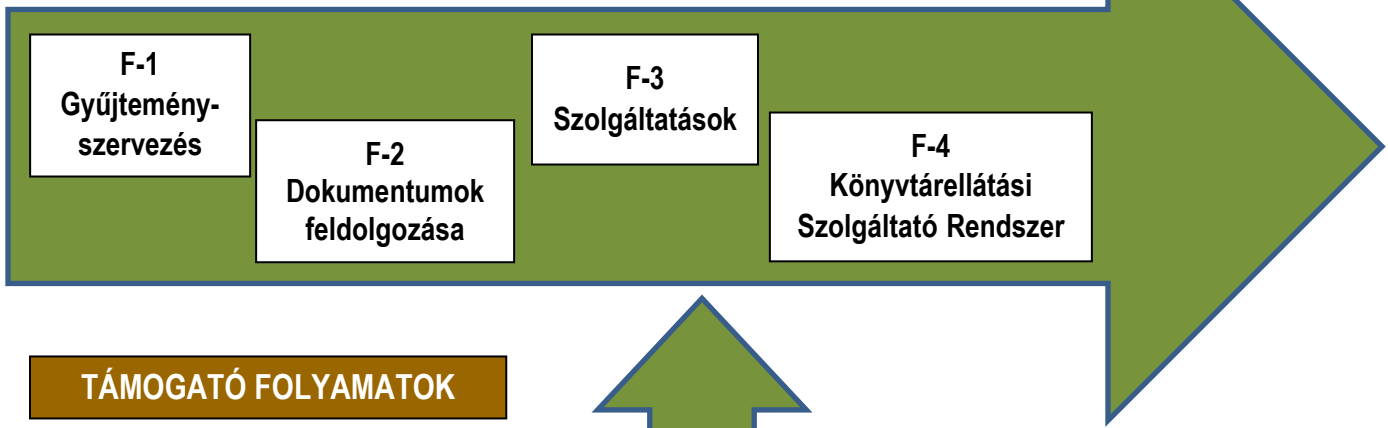 F-1
Gyűjtemény-
szervezés
F-2
Dokumentumok
feldolgozása
F-3
Szolgáltatások
F-4
Könyvtárellátási
Szolgáltató Rendszer
TÁMOGATÓ FOLYAMATOK